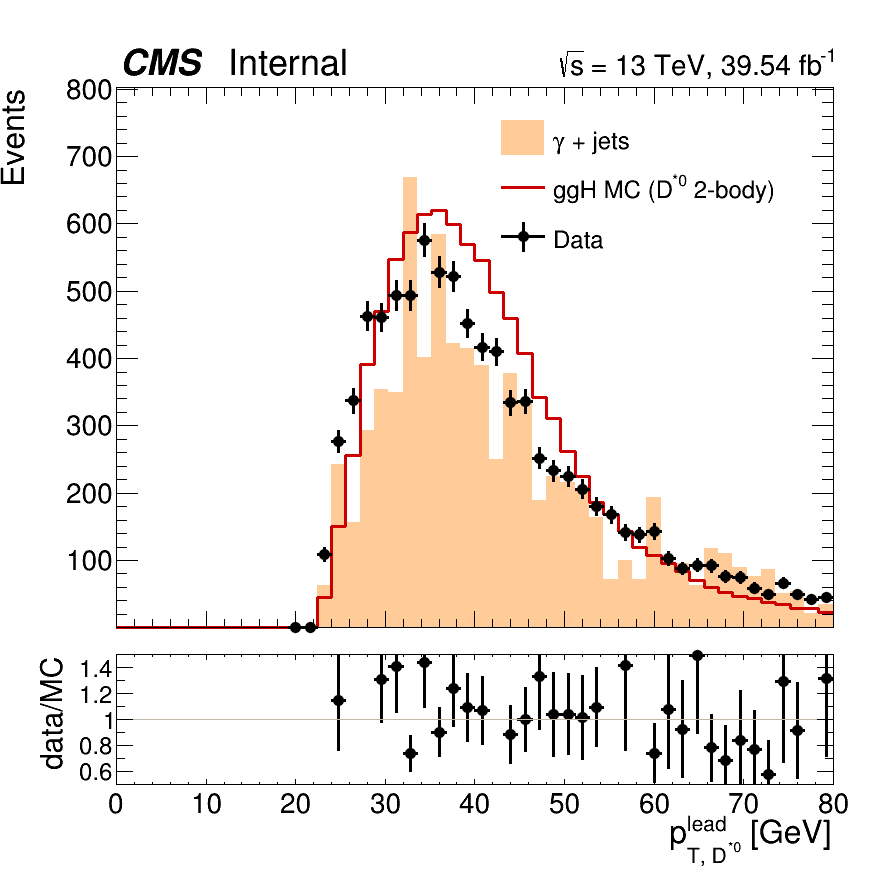 CMS Internal
√s = 13 TeV, 39.54 fb⁻¹
Events
800
700
600
500
400
300
200
100
γ + jets
ggH MC (D*⁰ 2-body)
Data
data/MC
1.4
1.2
1
0.8
0.6
0 10 20 30 40 50 60 70 80
p_{T, D*⁰}^{lead} [GeV]